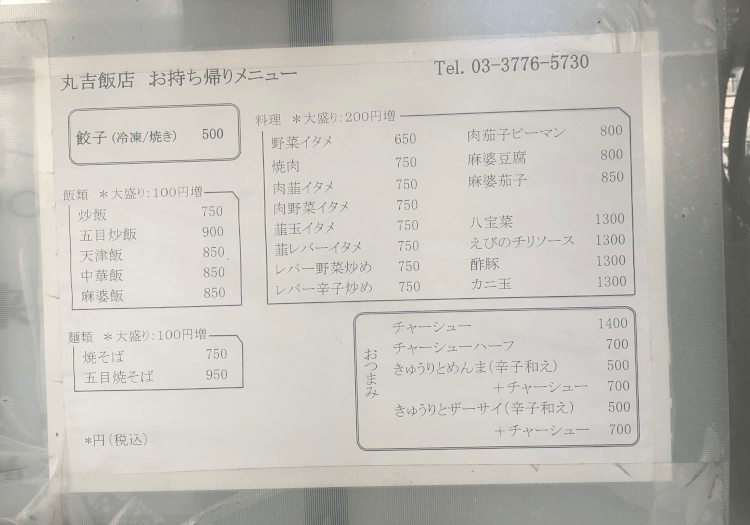 丸吉飯店 お持ち帰りメニュー
Tel. 03-3776-5730
餃子(冷凍/焼き) 500
飯類 *大盛り:100円増
炒飯 750
五目炒飯 900
天津飯 850
中華飯 850
麻婆飯 850
麺類 *大盛り:100円増
焼そば 750
五目焼そば 950
*円(税込)
料理 *大盛り:200円増
野菜イタメ 650
焼肉 750
肉韮イタメ 750
肉野菜イタメ 750
韮玉イタメ 750
韮レバーイタメ 750
レバー野菜炒め 750
レバー辛子炒め 750
肉茄子ピーマン 800
麻婆豆腐 800
麻婆茄子 850
八宝菜 1300
えびのチリソース 1300
酢豚 1300
カニ玉 1300
おつまみ
チャーシュー 1400
チャーシューハーフ 700
きゅうりとめんま(辛子和え) 500
+チャーシュー 700
きゅうりとザーサイ(辛子和え) 500
+チャーシュー 700